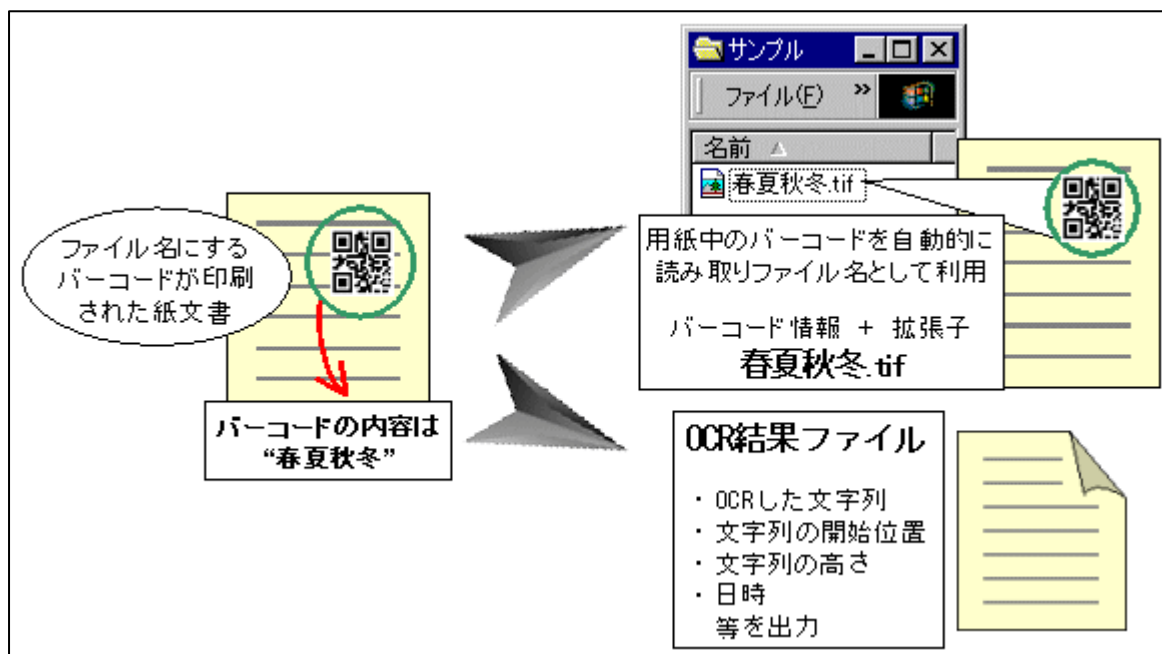 サンプル
ファイル(F) »
名前
春夏秋冬.tif
ファイル名にする
バーコードが印刷
された紙文書
バーコードの内容は
“春夏秋冬”
用紙中のバーコードを自動的に
読み取りファイル名として利用
バーコード情報 + 拡張子
春夏秋冬.tif
OCR結果ファイル
・ OCRした文字列
・ 文字列の開始位置
・ 文字列の高さ
・ 日時
等を出力